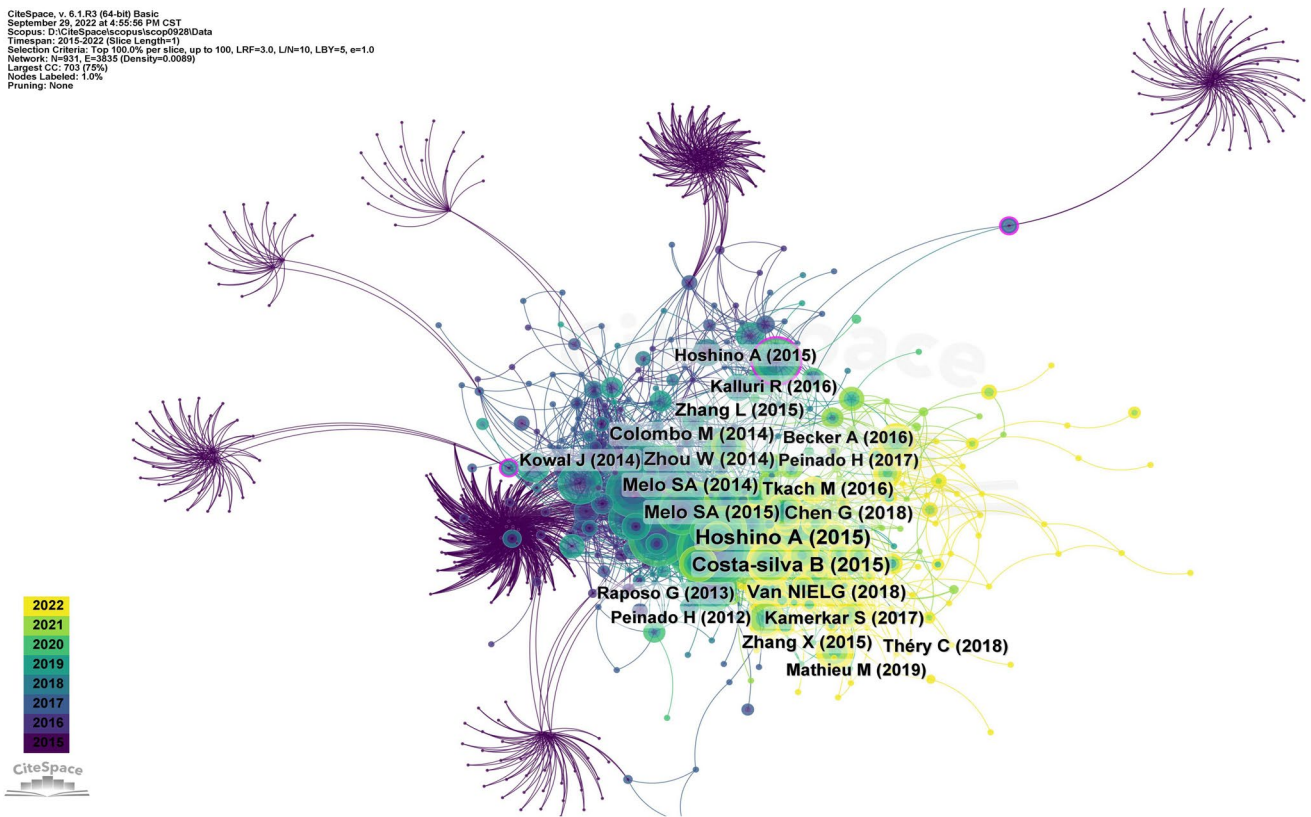 CiteSpace, v. 6.1.R3 (64-bit) Basic
September 29, 2022 at 4:55:56 PM CST
Scopus: D:\CiteSpace\scopus\scop0928\Data
Timespan: 2015-2022 (Slice Length=1)
Selection Criteria: Top 100.0% per slice, up to 100, LRF=3.0, L/N=10, LBY=5, e=1.0
Network: N=931, E=3835 (Density=0.0089)
Largest CC: 703 (75%)
Nodes Labeled: 1.0%
Pruning: None
Hoshino A (2015)
Kalluri R (2016)
Zhang L (2015)
Colombo M (2014) Becker A (2016)
Kowal J (2014) Zhou W (2014) Peinado H (2017)
Melo SA (2014) Tkach M (2016)
Melo SA (2015) Chen G (2018)
Hoshino A (2015)
Costa-silva B (2015)
Raposo G (2013) Van NIELG (2018)
Peinado H (2012) Kamerkar S (2017)
Zhang X (2015) Théry C (2018)
Mathieu M (2019)
2022
2021
2020
2019
2018
2017
2016
2015
CiteSpace